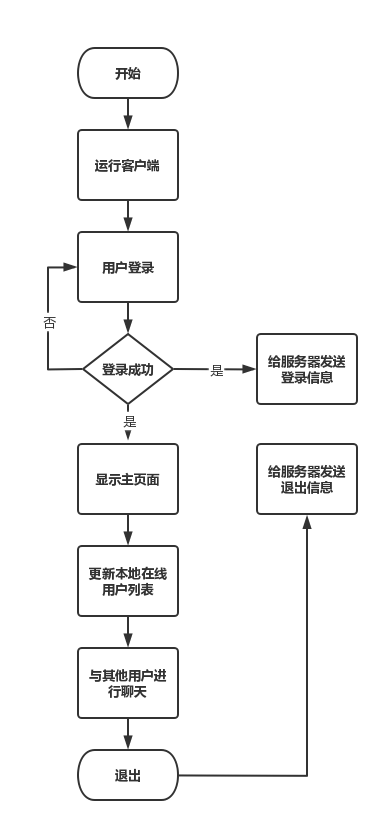 开始
运行客户端
用户登录
否
登录成功
是
给服务器发送
登录信息
是
显示主页面
给服务器发送
退出信息
更新本地在线
用户列表
与其他用户进
行聊天
退出